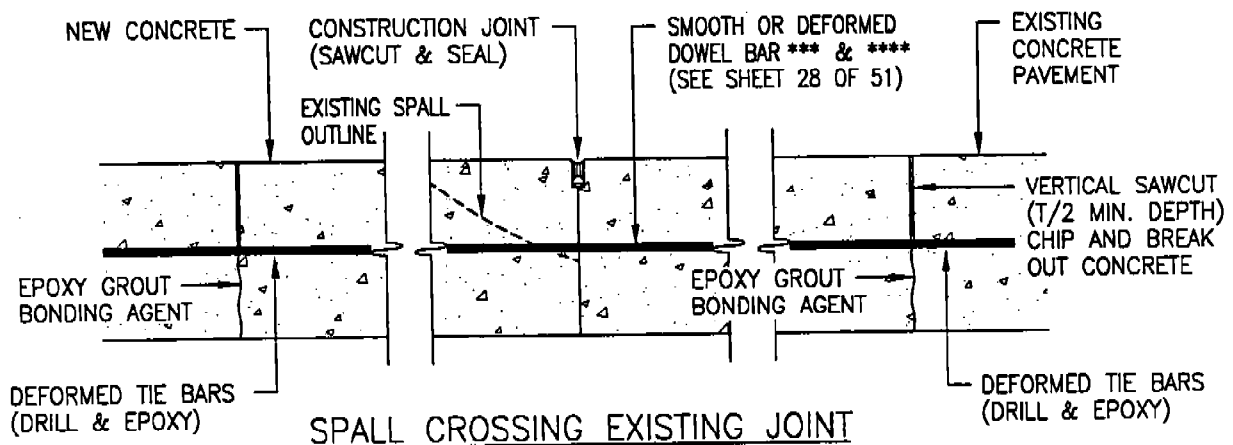 NEW CONCRETE
CONSTRUCTION JOINT
(SAWCUT & SEAL)
SMOOTH OR DEFORMED
DOWEL BAR *** & ****
(SEE SHEET 28 OF 51)
EXISTING
CONCRETE
PAVEMENT
EXISTING SPALL
OUTLINE
VERTICAL SAWCUT
(T/2 MIN. DEPTH)
CHIP AND BREAK
OUT CONCRETE
EPOXY GROUT
BONDING AGENT
EPOXY GROUT
BONDING AGENT
DEFORMED TIE BARS
(DRILL & EPOXY)
DEFORMED TIE BARS
(DRILL & EPOXY)
SPALL CROSSING EXISTING JOINT